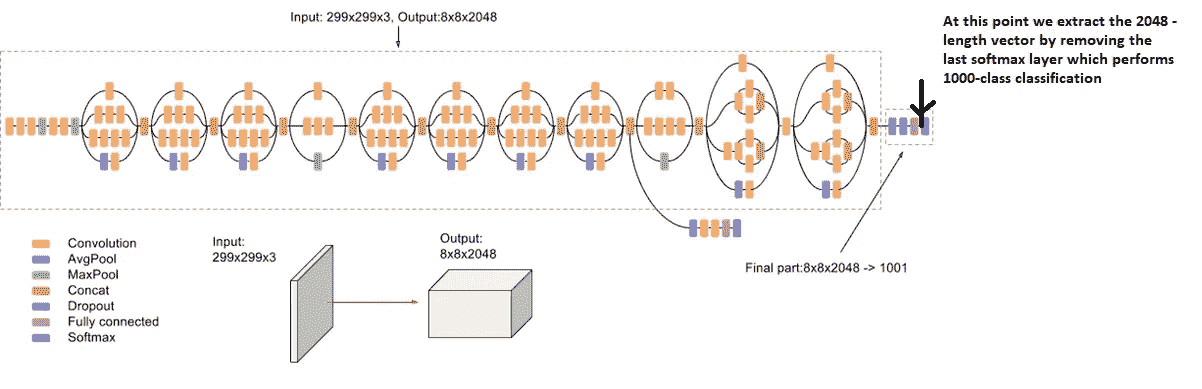 Input: 299x299x3, Output:8x8x2048
At this point we extract the 2048 -
length vector by removing the
last softmax layer which performs
1000-class classification
Convolution
AvgPool
MaxPool
Concat
Dropout
Fully connected
Softmax
Input:
299x299x3
Output:
8x8x2048
Final part:8x8x2048 -> 1001